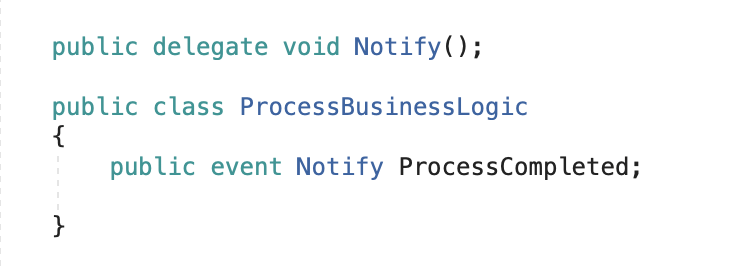 public delegate void Notify();
public class ProcessBusinessLogic
{
public event Notify ProcessCompleted;
}